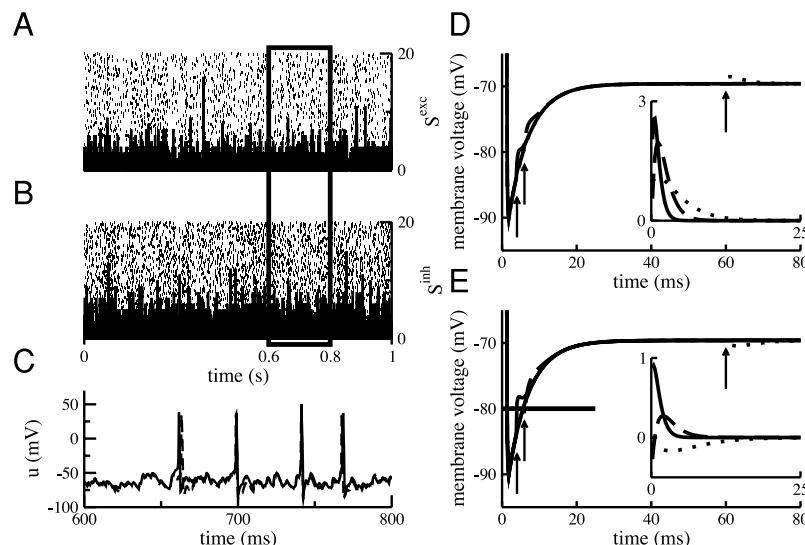 A
20
S^exc
0
B
20
S^inh
0
0
0.6
0.8
1
time (s)
C
50
0
-50
-100
u (mV)
600
700
800
time (ms)
D
-70
-80
-90
membrane voltage (mV)
3
0
0
25
0
20
40
60
80
time (ms)
E
-70
-80
-90
membrane voltage (mV)
1
0
0
25
0
20
40
60
80
time (ms)